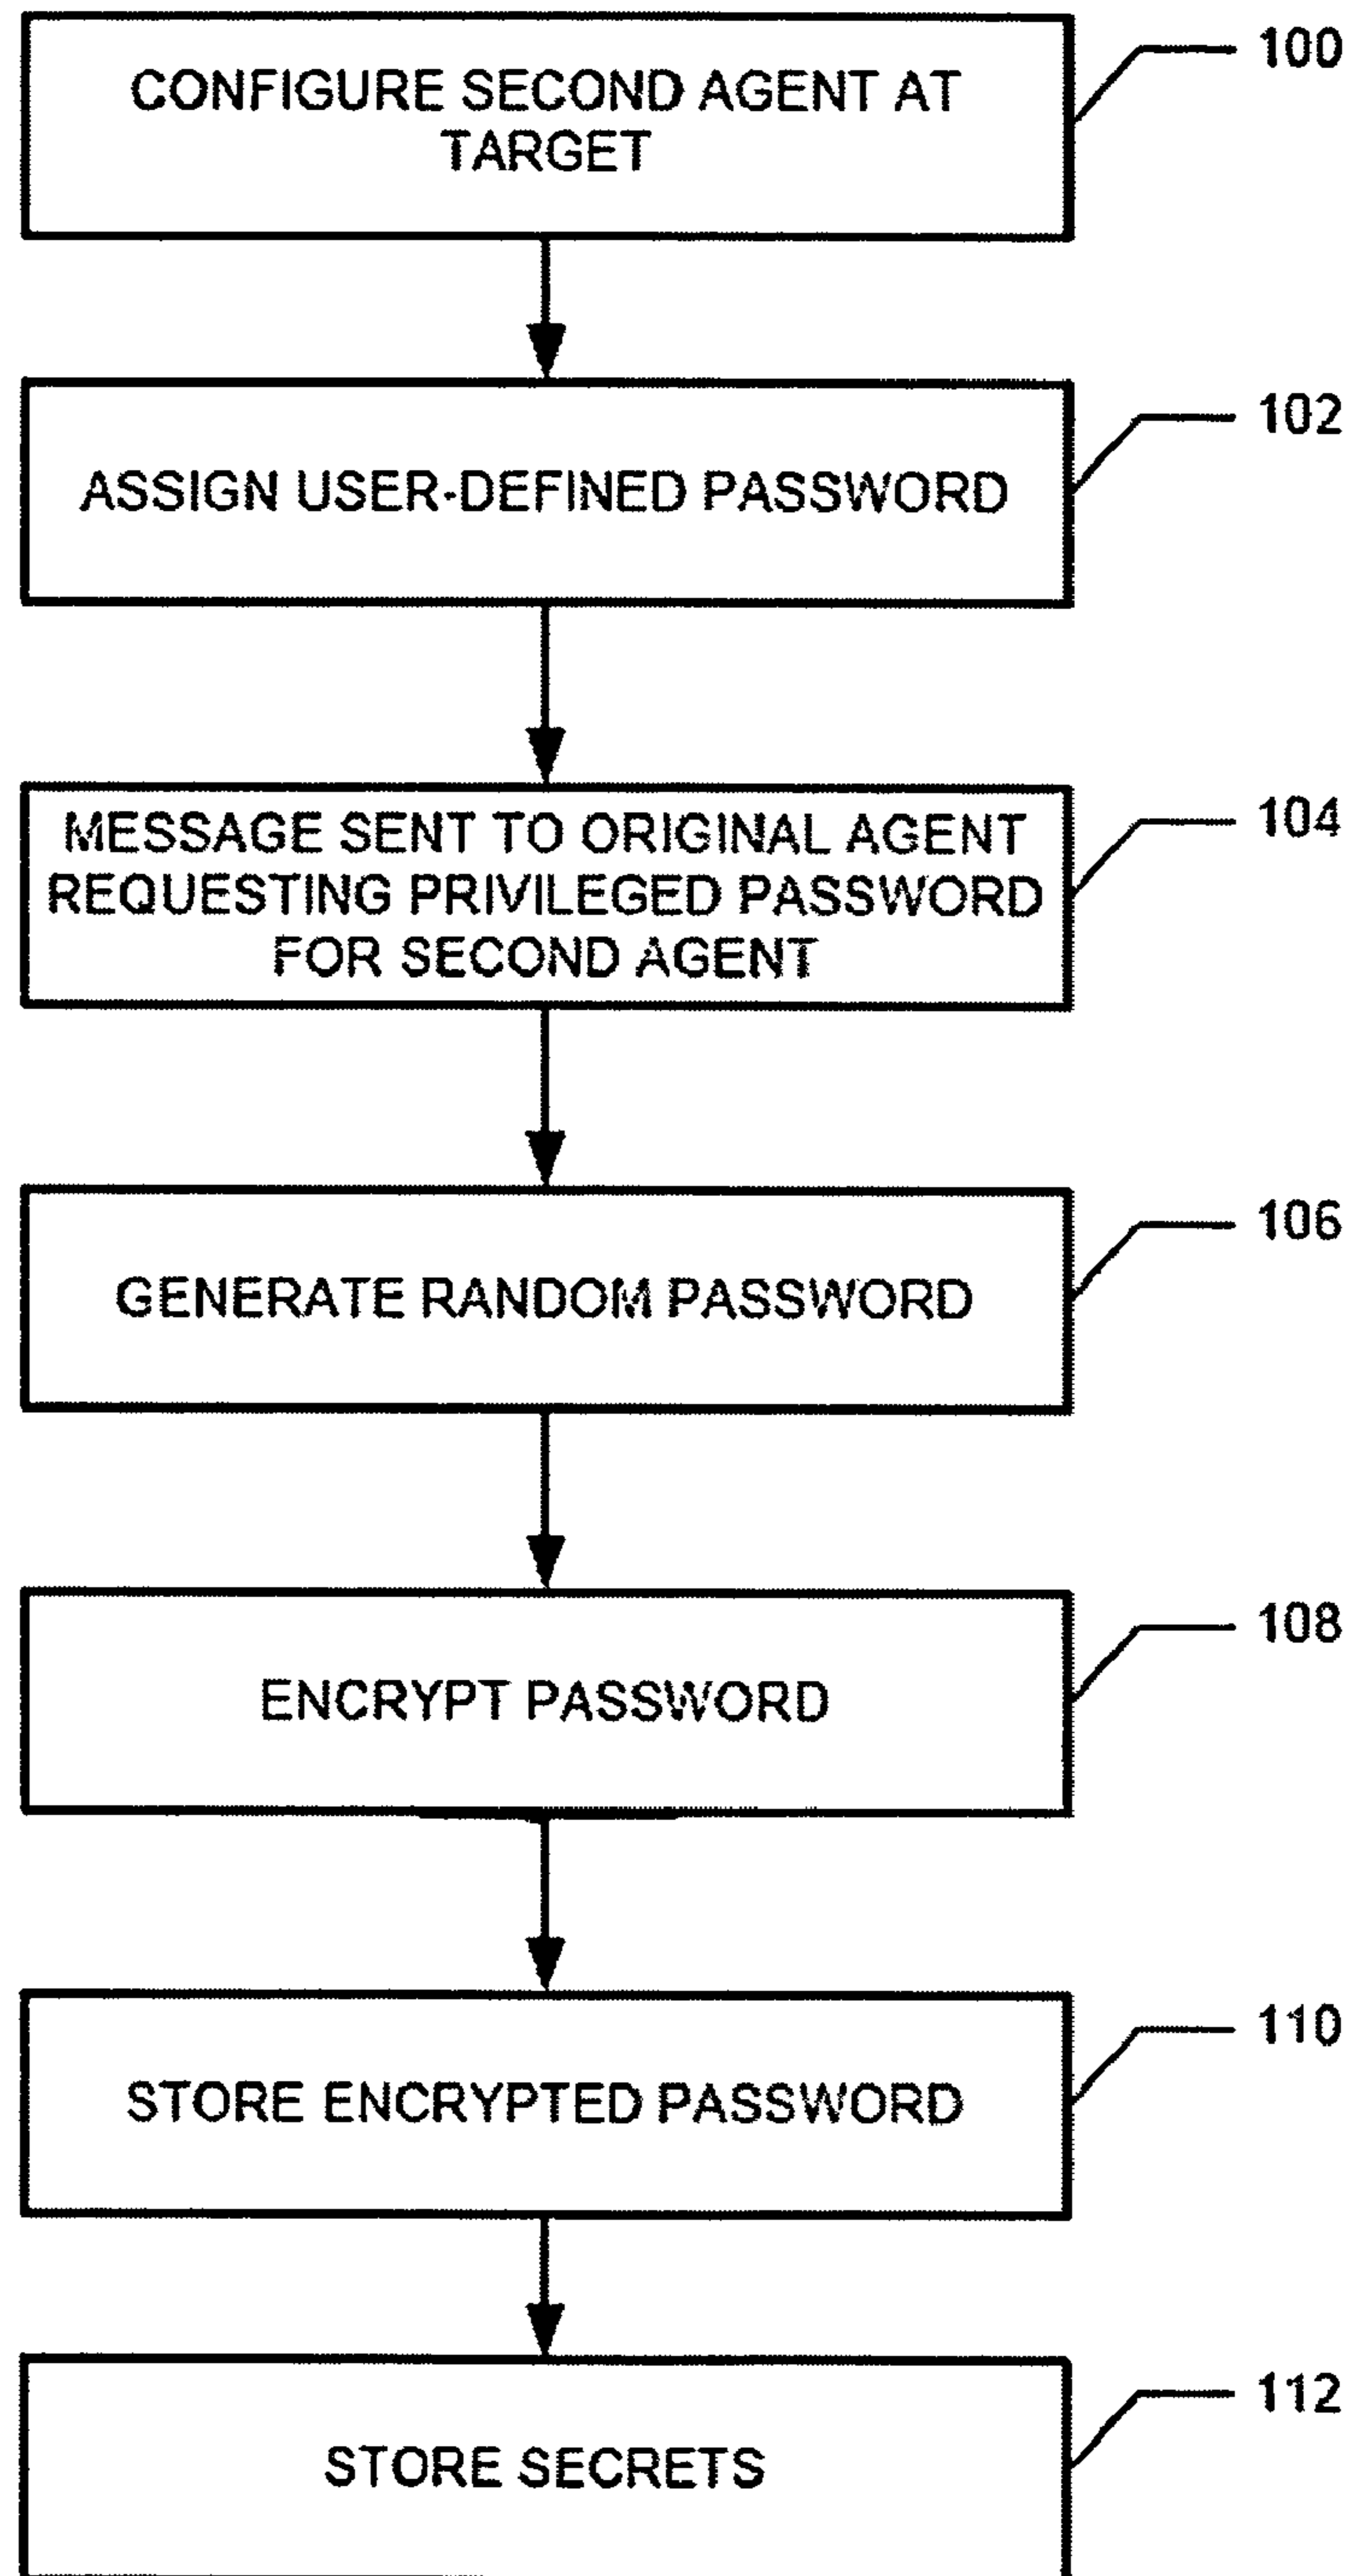 100
CONFIGURE SECOND AGENT AT
TARGET
102
ASSIGN USER-DEFINED PASSWORD
104
MESSAGE SENT TO ORIGINAL AGENT
REQUESTING PRIVILEGED PASSWORD
FOR SECOND AGENT
106
GENERATE RANDOM PASSWORD
108
ENCRYPT PASSWORD
110
STORE ENCRYPTED PASSWORD
112
STORE SECRETS